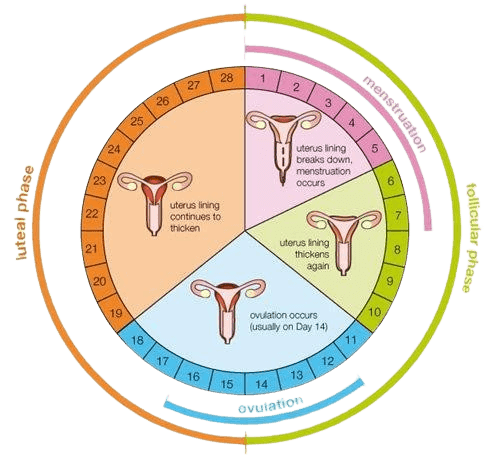 1
2
3
4
5
6
7
8
9
10
11
12
13
14
15
16
17
18
19
20
21
22
23
24
25
26
27
28
menstruation
follicular phase
ovulation
luteal phase
uterus lining
breaks down,
menstruation
occurs
uterus lining
thickens
again
ovulation occurs
(usually on Day 14)
uterus lining
continues to
thicken